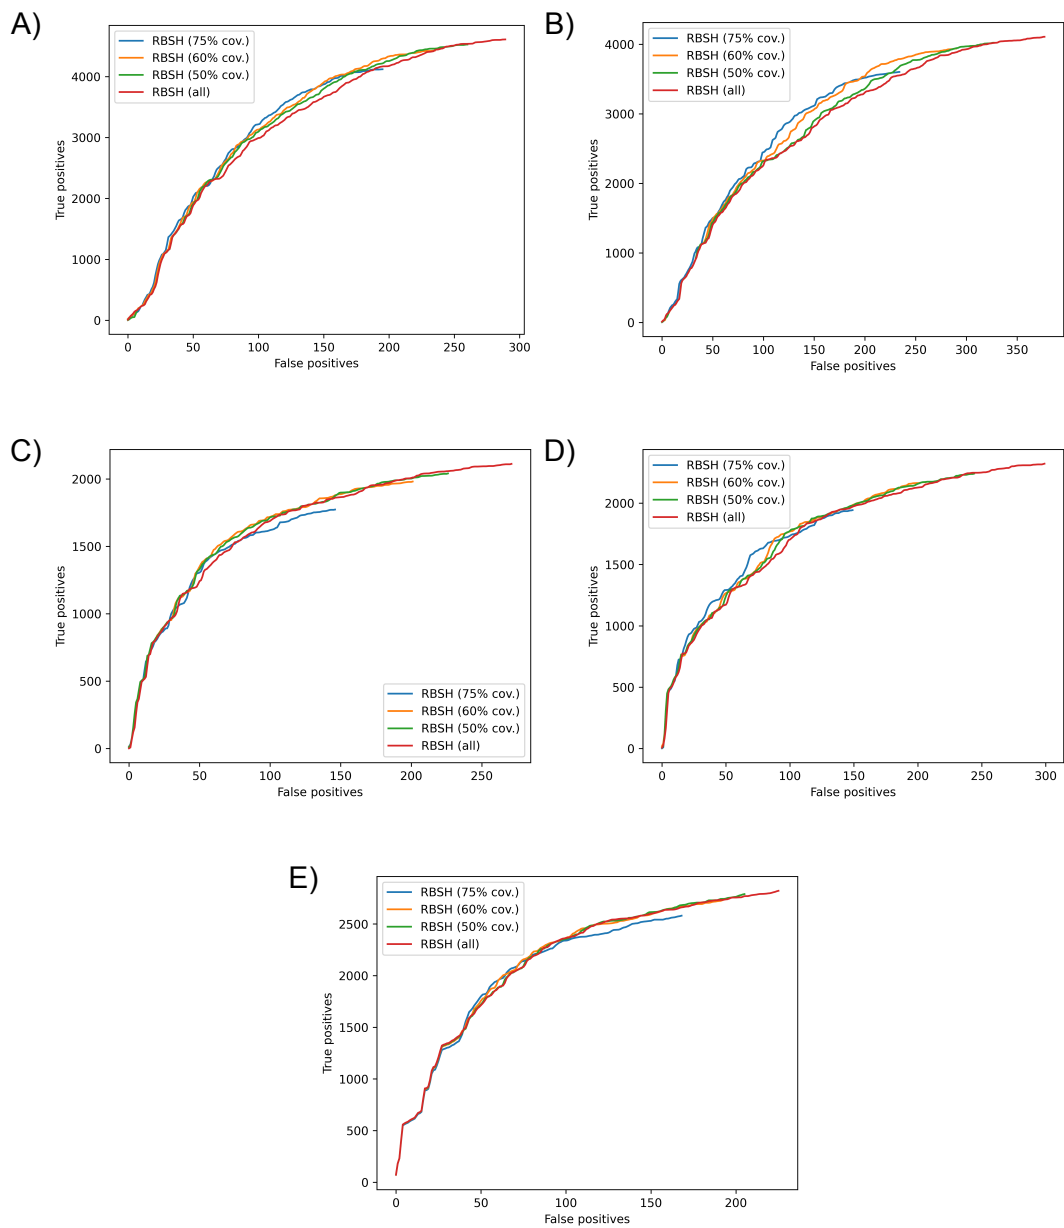 A)
RBSH (75% cov.)
RBSH (60% cov.)
RBSH (50% cov.)
RBSH (all)
True positives
0
1000
2000
3000
4000
0 50 100 150 200 250 300
False positives
B)
RBSH (75% cov.)
RBSH (60% cov.)
RBSH (50% cov.)
RBSH (all)
True positives
0
1000
2000
3000
4000
0 50 100 150 200 250 300 350
False positives
C)
True positives
0
500
1000
1500
2000
RBSH (75% cov.)
RBSH (60% cov.)
RBSH (50% cov.)
RBSH (all)
0 50 100 150 200 250
False positives
D)
RBSH (75% cov.)
RBSH (60% cov.)
RBSH (50% cov.)
RBSH (all)
True positives
0
500
1000
1500
2000
0 50 100 150 200 250 300
False positives
E)
RBSH (75% cov.)
RBSH (60% cov.)
RBSH (50% cov.)
RBSH (all)
True positives
0
500
1000
1500
2000
2500
0 50 100 150 200
False positives